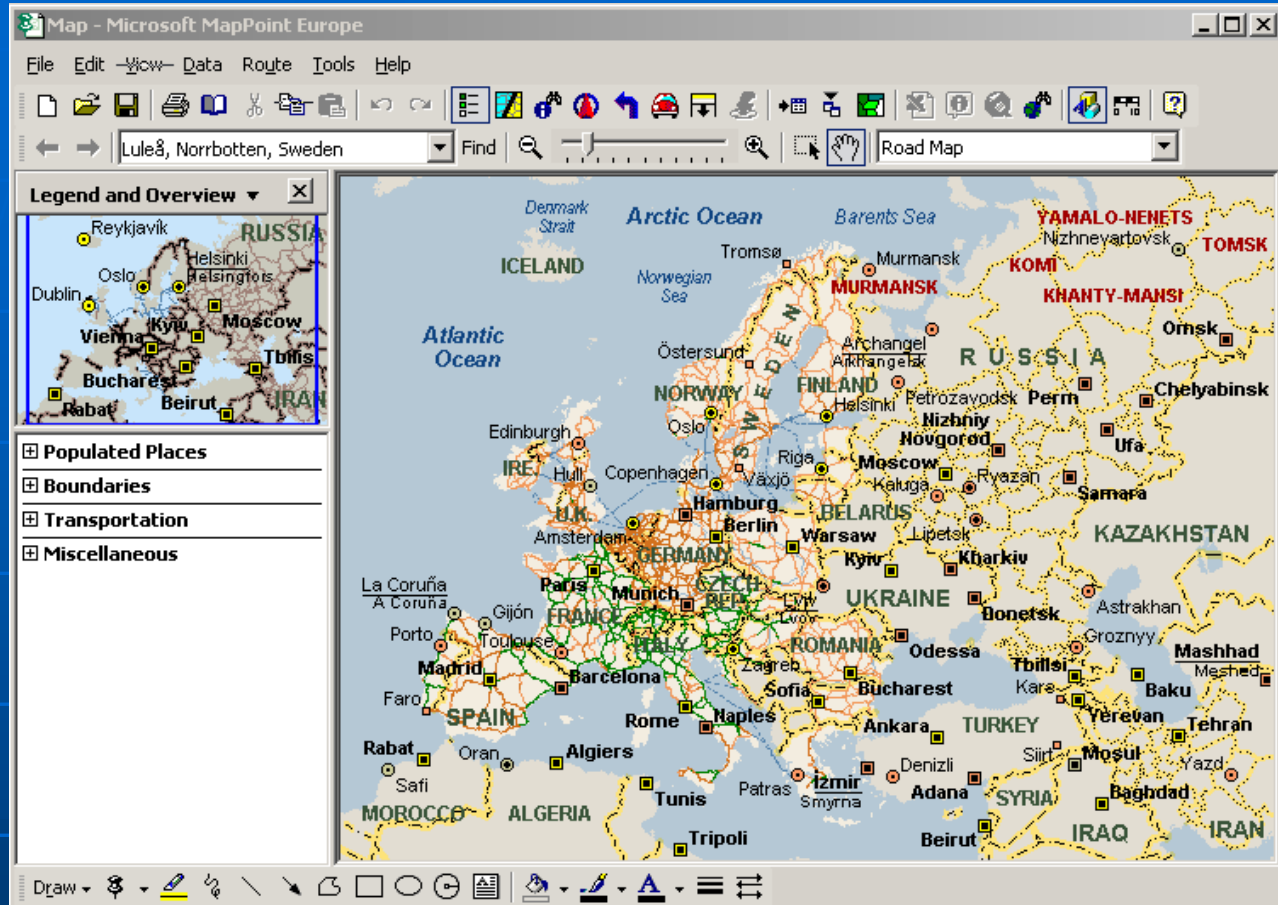 Map - Microsoft MapPoint Europe
File Edit View Data Route Tools Help
Luleå, Norrbotten, Sweden Find Road Map
Legend and Overview
Reykjavík
RUSSIA
Oslo
Helsinki
Helsingfors
Dublin
Kyiv
Moscow
Vienna
Tbilis
Bucharest
Rabat
Beirut
IRAN
Populated Places
Boundaries
Transportation
Miscellaneous
Denmark
Strait
Arctic Ocean
Barents Sea
YAMALO-NENETS
Nizhnevartovsk
TOMSK
Tromsø
Murmansk
KOMI
ICELAND
Norwegian
Sea
MURMANSK
KHANTY-MANSI
Atlantic
Ocean
Omsk
Archangel
Arkhangelsk
RUSSIA
Östersund
SWEDEN
NORWAY
FINLAND
Petrozavodsk
Perm
Chelyabinsk
Helsinki
Oslo
Nizhniy
Novgorod
Ufa
Edinburgh
IRE.
Hull
Copenhagen
Växjö
Riga
Moscow
Kaluga
Ryazan
Samara
U.K.
Hamburg
BELARUS
Lipetsk
KAZAKHSTAN
Amsterdam
Berlin
GERMANY
Warsaw
Kyiv
Kharkiv
Paris
Munich
CZECH
REP.
Lviv
Lvov
UKRAINE
Donetsk
Astrakhan
La Coruña
A Coruña
Gijón
FRANCE
Porto
Toulouse
ITALY
ROMANIA
Odessa
Groznyy
Mashhad
Meshed
Madrid
Barcelona
Zagreb
Tbilisi
Baku
Faro
SPAIN
Sofia
Bucharest
Kars
Yerevan
Rome
Naples
Ankara
TURKEY
Tehran
Rabat
Oran
Algiers
Siirt
Mosul
Safi
Patras
İzmir
Smyrna
Denizli
Adana
Yazd
MOROCCO
ALGERIA
Tunis
SYRIA
Baghdad
Tripoli
Beirut
IRAQ
IRAN
Draw